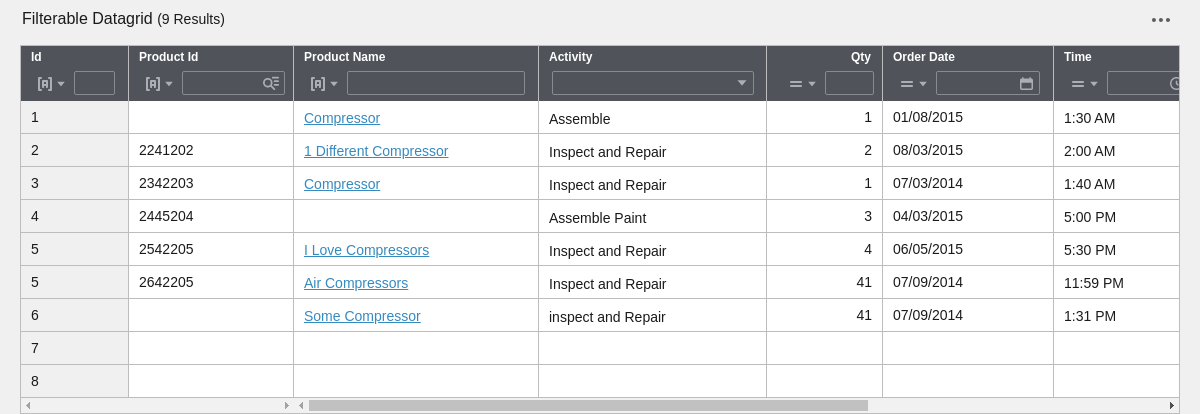 Filterable Datagrid (9 Results)
Id Product Id Product Name Activity Qty Order Date Time
1 Compressor Assemble 1 01/08/2015 1:30 AM
2 2241202 1 Different Compressor Inspect and Repair 2 08/03/2015 2:00 AM
3 2342203 Compressor Inspect and Repair 1 07/03/2014 1:40 AM
4 2445204 Assemble Paint 3 04/03/2015 5:00 PM
5 2542205 I Love Compressors Inspect and Repair 4 06/05/2015 5:30 PM
5 2642205 Air Compressors Inspect and Repair 41 07/09/2014 11:59 PM
6 Some Compressor inspect and Repair 41 07/09/2014 1:31 PM
7
8